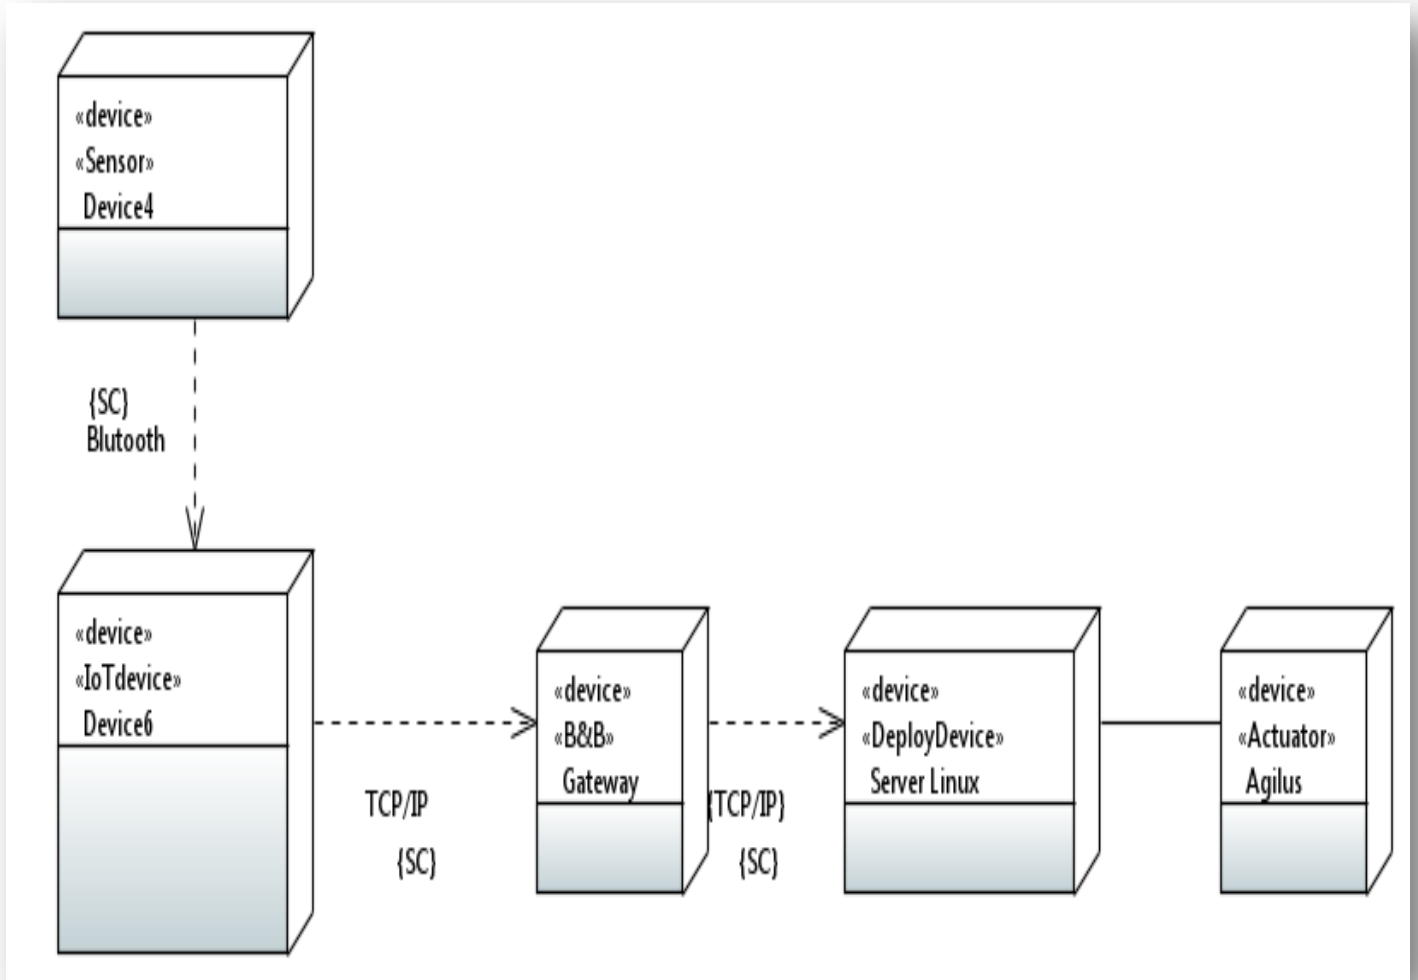 «device»
«Sensor»
Device4
{SC}
Blutooth
«device»
«IoTdevice»
Device6
TCP/IP
{SC}
«device»
«B&B»
Gateway
{TCP/IP}
{SC}
«device»
«DeployDevice»
Server Linux
«device»
«Actuator»
Agilus